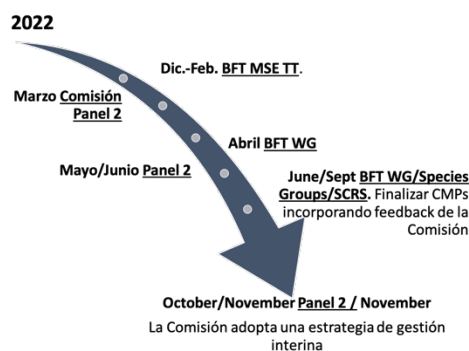 2022
Dic.-Feb. BFT MSE TT.
Marzo Comisión
Panel 2
Abril BFT WG
Mayo/Junio Panel 2
June/Sept BFT WG/Species
Groups/SCRS. Finalizar CMPs
incorporando feedback de la
Comisión
October/November Panel 2 / November
La Comisión adopta una estrategia de gestión
interina